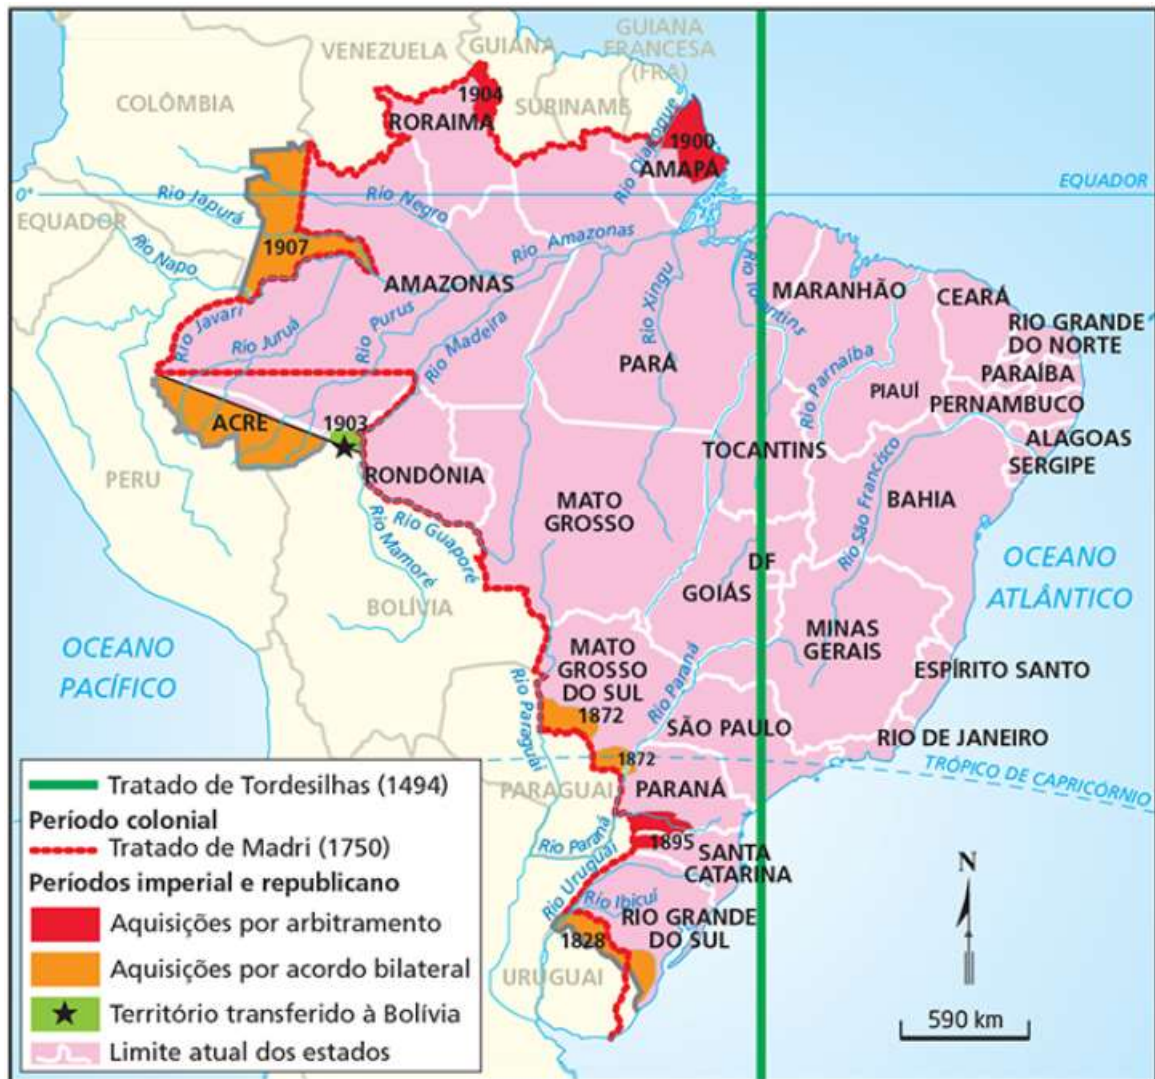 VENEZUELA
GUIANA
GUIANA
FRANCESA
(FRA)
COLÔMBIA
SURINAME
1904
RORAIMA
Rio Oiapoque
1900
AMAPÁ
0°
EQUADOR
EQUADOR
Rio Japurá
Rio Negro
Rio Napo
1907
Rio Amazonas
AMAZONAS
Rio Xingu
Rio Tocantins
MARANHÃO
CEARÁ
RIO GRANDE
DO NORTE
PARAÍBA
PERNAMBUCO
ALAGOAS
SERGIPE
Rio Javari
Rio Juruá
Rio Purus
Rio Madeira
PARÁ
Rio Parnaíba
PIAUÍ
ACRE
1903
RONDÔNIA
TOCANTINS
PERU
MATO
GROSSO
Rio São Francisco
BAHIA
Rio Guaporé
Rio Mamoré
BOLÍVIA
DF
GOIÁS
OCEANO
ATLÂNTICO
OCEANO
PACÍFICO
MATO
GROSSO
DO SUL
1872
MINAS
GERAIS
ESPÍRITO SANTO
Rio Paraguai
Rio Paraná
SÃO PAULO
RIO DE JANEIRO
1872
TRÓPICO DE CAPRICÓRNIO
PARAGUAI
PARANÁ
Rio Paraná
1895
SANTA
CATARINA
Rio Uruguai
Rio Ibicuí
RIO GRANDE
DO SUL
1828
URUGUAI
N
590 km
Tratado de Tordesilhas (1494)
Período colonial
Tratado de Madri (1750)
Períodos imperial e republicano
Aquisições por arbitramento
Aquisições por acordo bilateral
Território transferido à Bolívia
Limite atual dos estados